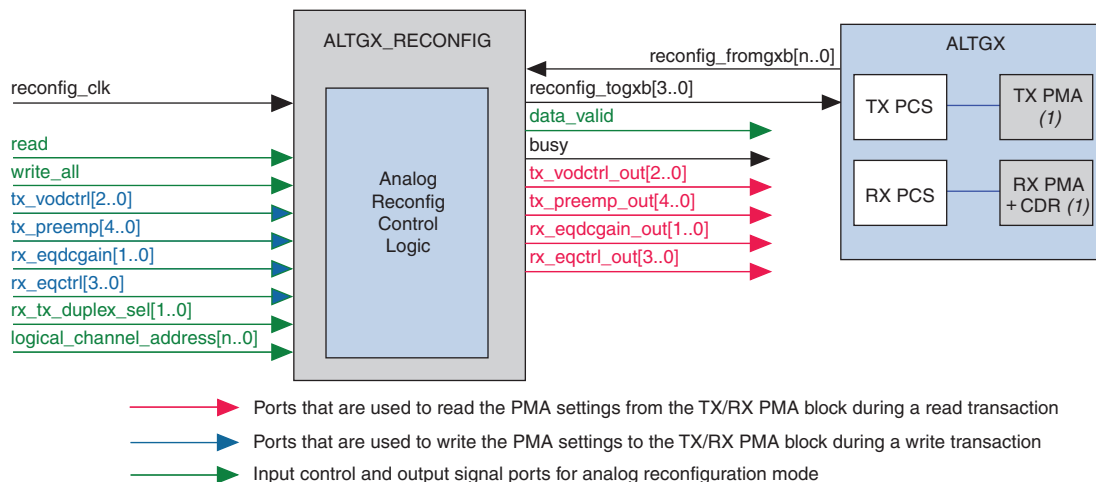 ALTGX_RECONFIG
ALTGX
reconfig_fromgxb[n..0]
reconfig_clk
reconfig_togxb[3..0]
TX PCS
TX PMA
(1)
data_valid
read
busy
write_all
tx_vodctrl_out[2..0]
tx_vodctrl[2..0]
Analog
Reconfig
Control
Logic
tx_preemp_out[4..0]
RX PCS
RX PMA
+ CDR (1)
tx_preemp[4..0]
rx_eqdcgain_out[1..0]
rx_eqdcgain[1..0]
rx_eqctrl_out[3..0]
rx_eqctrl[3..0]
rx_tx_duplex_sel[1..0]
logical_channel_address[n..0]
Ports that are used to read the PMA settings from the TX/RX PMA block during a read transaction
Ports that are used to write the PMA settings to the TX/RX PMA block during a write transaction
Input control and output signal ports for analog reconfiguration mode